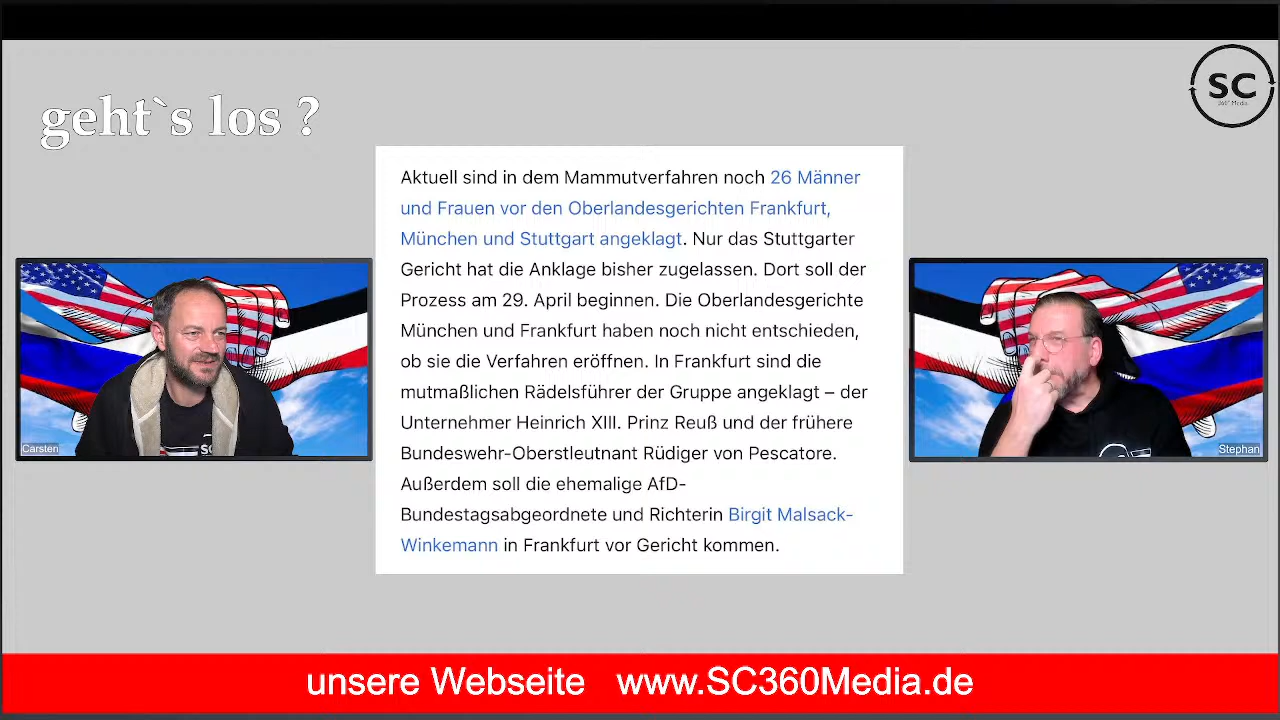 SC
360° Media
geht`s los ?
Aktuell sind in dem Mammutverfahren noch 26 Männer
und Frauen vor den Oberlandesgerichten Frankfurt,
München und Stuttgart angeklagt. Nur das Stuttgarter
Gericht hat die Anklage bisher zugelassen. Dort soll der
Prozess am 29. April beginnen. Die Oberlandesgerichte
München und Frankfurt haben noch nicht entschieden,
ob sie die Verfahren eröffnen. In Frankfurt sind die
mutmaßlichen Rädelsführer der Gruppe angeklagt – der
Unternehmer Heinrich XIII. Prinz Reuß und der frühere
Bundeswehr-Oberstleutnant Rüdiger von Pescatore.
Außerdem soll die ehemalige AfD-
Bundestagsabgeordnete und Richterin Birgit Malsack-
Winkemann in Frankfurt vor Gericht kommen.
Carsten
SC
Stephan
unsere Webseite www.SC360Media.de